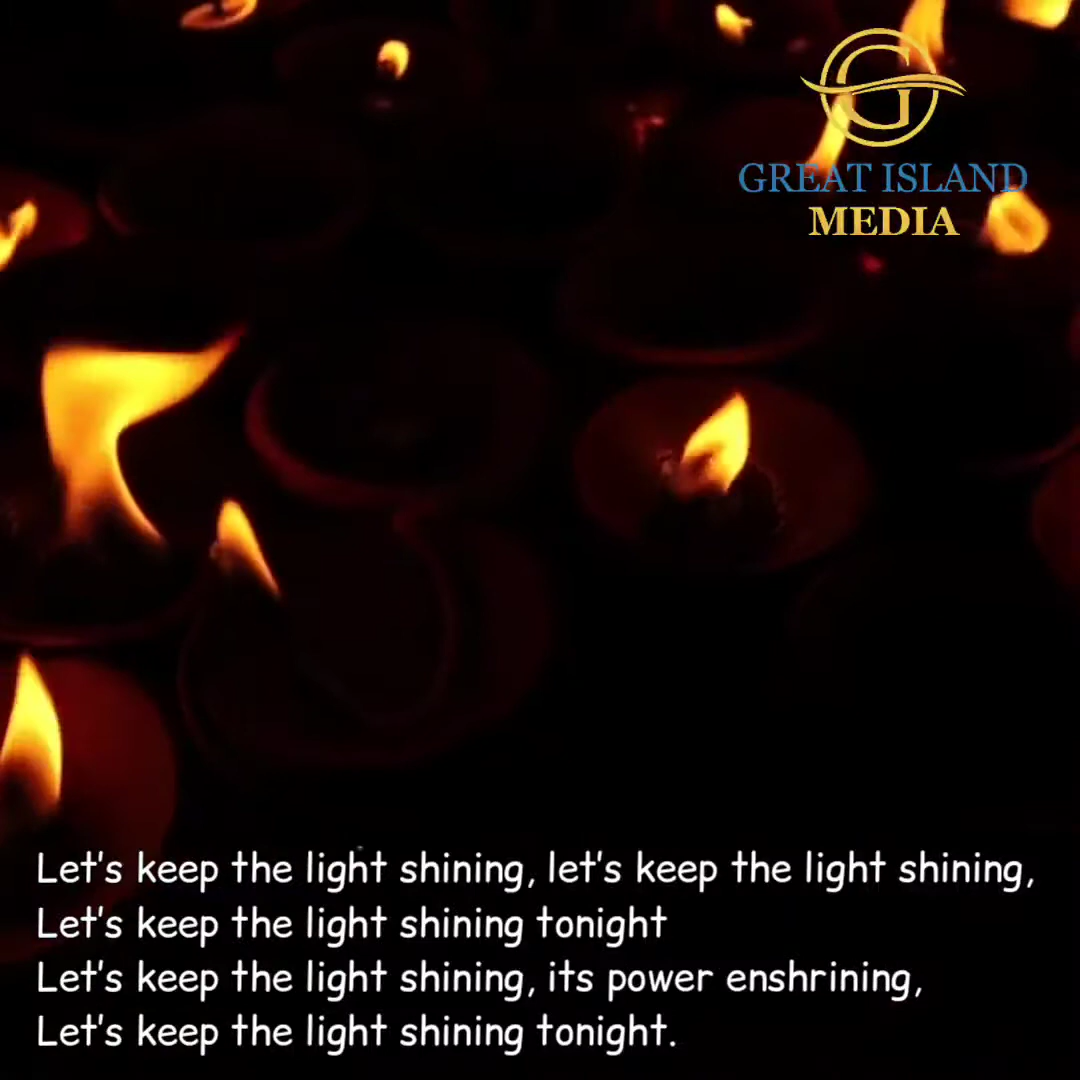 G
GREAT ISLAND
MEDIA
Let's keep the light shining, let's keep the light shining,
Let's keep the light shining tonight
Let's keep the light shining, its power enshrining,
Let's keep the light shining tonight.